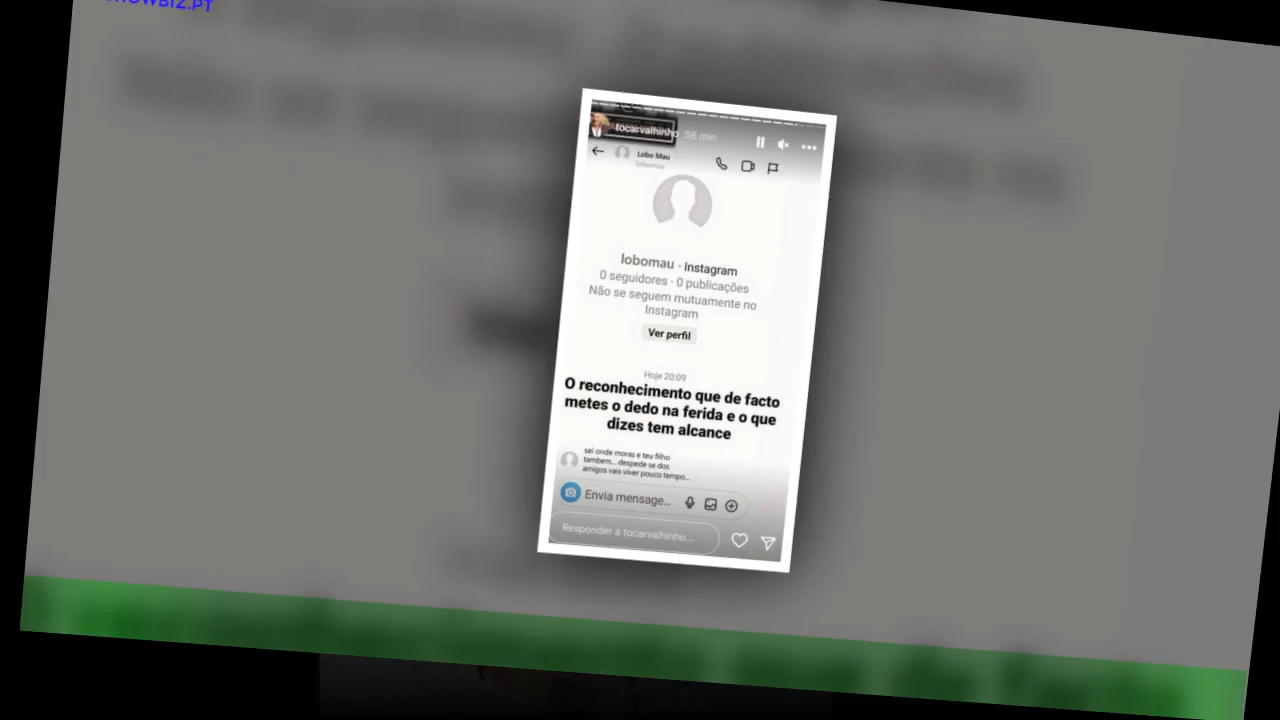 SHOWBIZ.PT
tocarvalhinho 56 min
Lobo Mau
lobomau
lobomau · Instagram
0 seguidores · 0 publicações
Não se seguem mutuamente no
Instagram
Ver perfil
Hoje 20:09
O reconhecimento que de facto
metes o dedo na ferida e o que
dizes tem alcance
sei onde moras e teu filho
tambem... despede se dos
amigos vais viver pouco tempo...
Envia mensage...
Responder a tocarvalhinho...